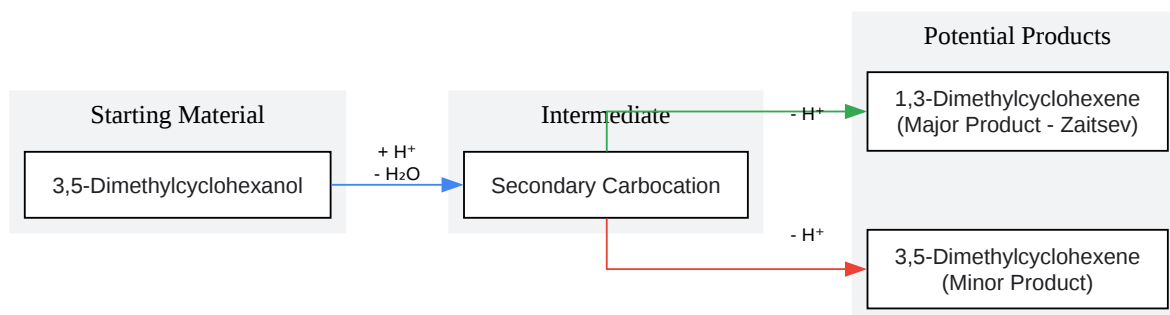 Starting Material
3,5-Dimethylcyclohexanol
+ H⁺
- H₂O
Intermediate
Secondary Carbocation
- H⁺
- H⁺
Potential Products
1,3-Dimethylcyclohexene
(Major Product - Zaitsev)
3,5-Dimethylcyclohexene
(Minor Product)